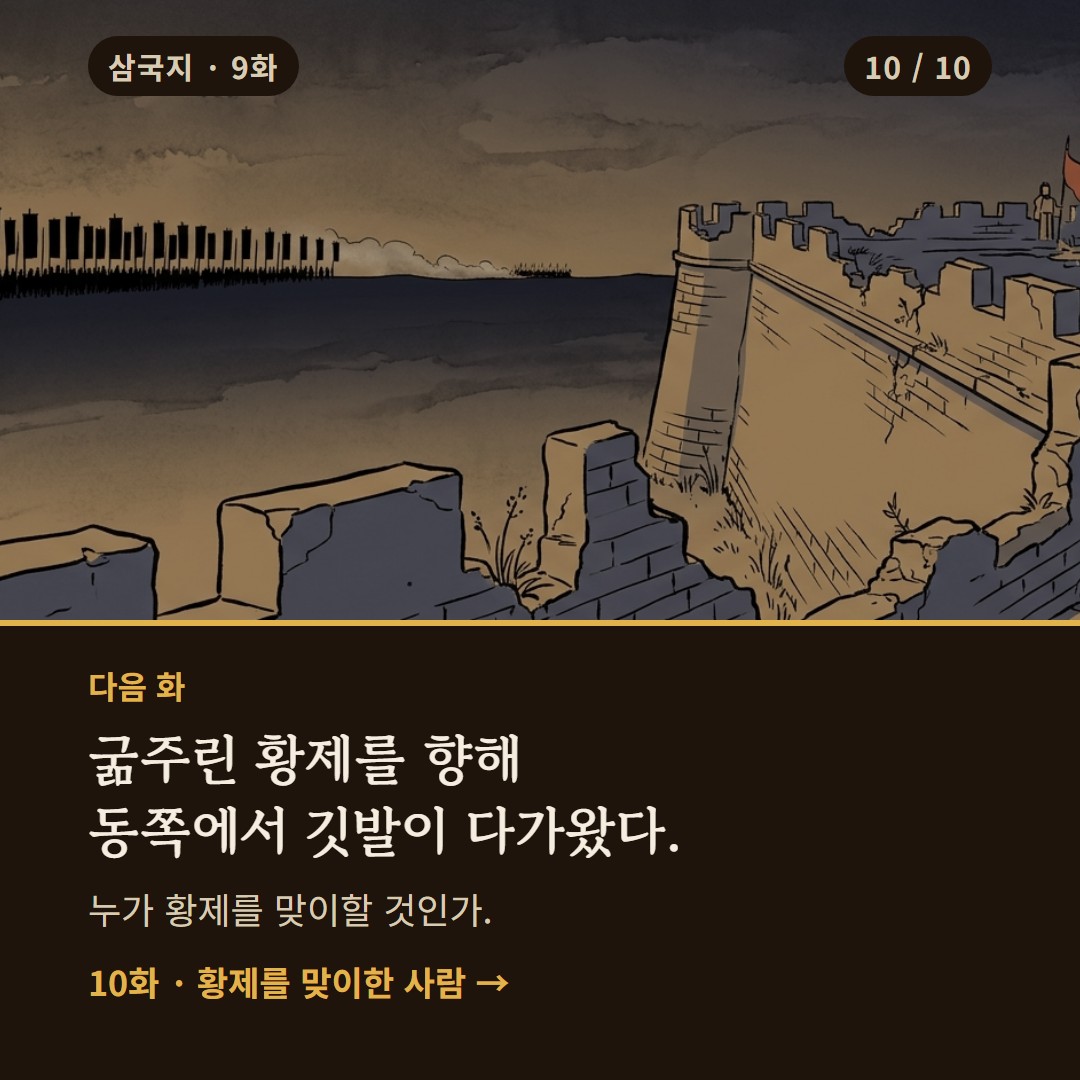 삼국지 · 9화
10 / 10
다음 화
굶주린 황제를 향해
동쪽에서 깃발이 다가왔다.
누가 황제를 맞이할 것인가.
10화 · 황제를 맞이한 사람 →